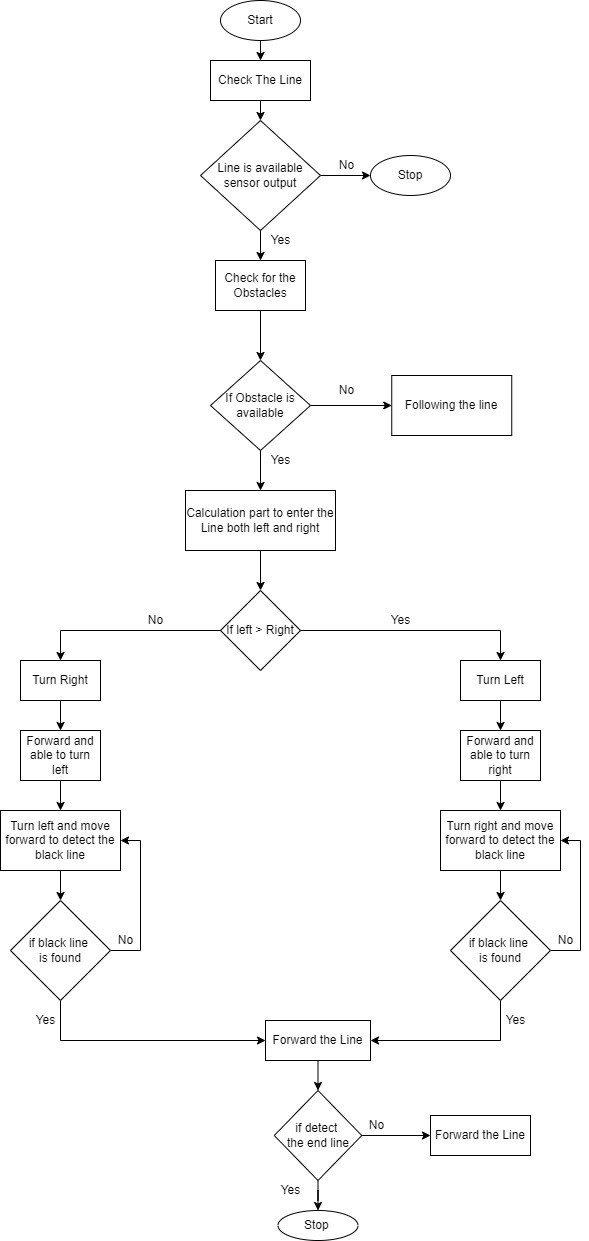 Start
Check The Line
Line is available
sensor output
No
Stop
Yes
Check for the
Obstacles
If Obstacle is
available
No
Following the line
Yes
Calculation part to enter the
Line both left and right
No
If left > Right
Yes
Turn Right
Turn Left
Forward and
able to turn
left
Forward and
able to turn
right
Turn left and move
forward to detect the
black line
Turn right and move
forward to detect the
black line
if black line
is found
No
if black line
is found
No
Yes
Yes
Forward the Line
if detect
the end line
No
Forward the Line
Yes
Stop